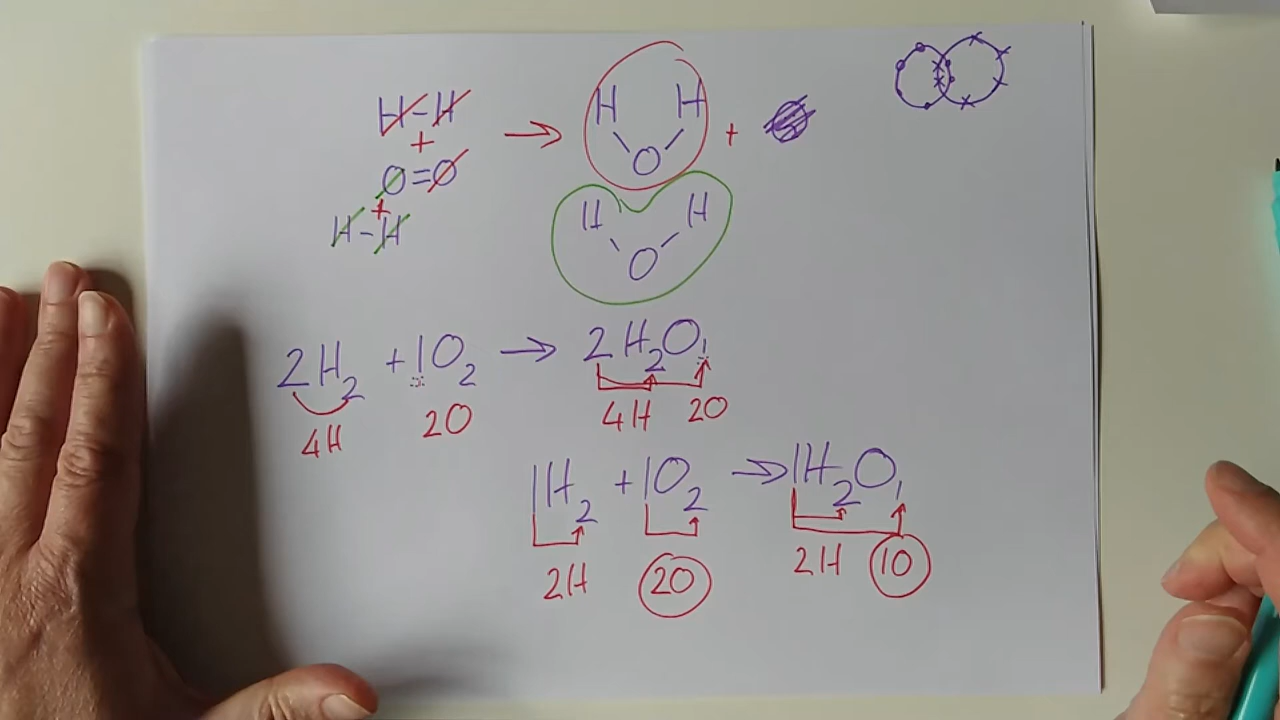 H-H
+
O=O
+
H-H
→
H H
O
+
H H
O
2H₂ + 1O₂ → 2H₂O₁
4H 2O 4H 2O
1H₂ + 1O₂ → 1H₂O₁
2H 2O 2H 1O